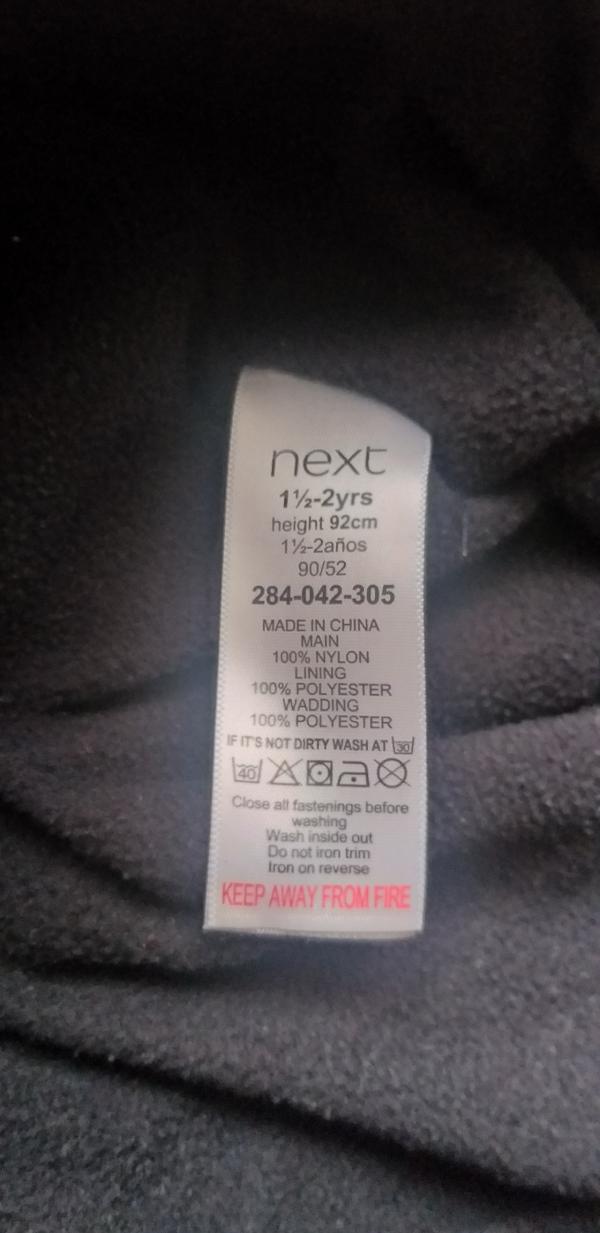 next
1½-2yrs
height 92cm
1½-2años
90/52
284-042-305
MADE IN CHINA
MAIN
100% NYLON
LINING
100% POLYESTER
WADDING
100% POLYESTER
IF IT'S NOT DIRTY WASH AT 30
40
Close all fastenings before
washing
Wash inside out
Do not iron trim
Iron on reverse
KEEP AWAY FROM FIRE